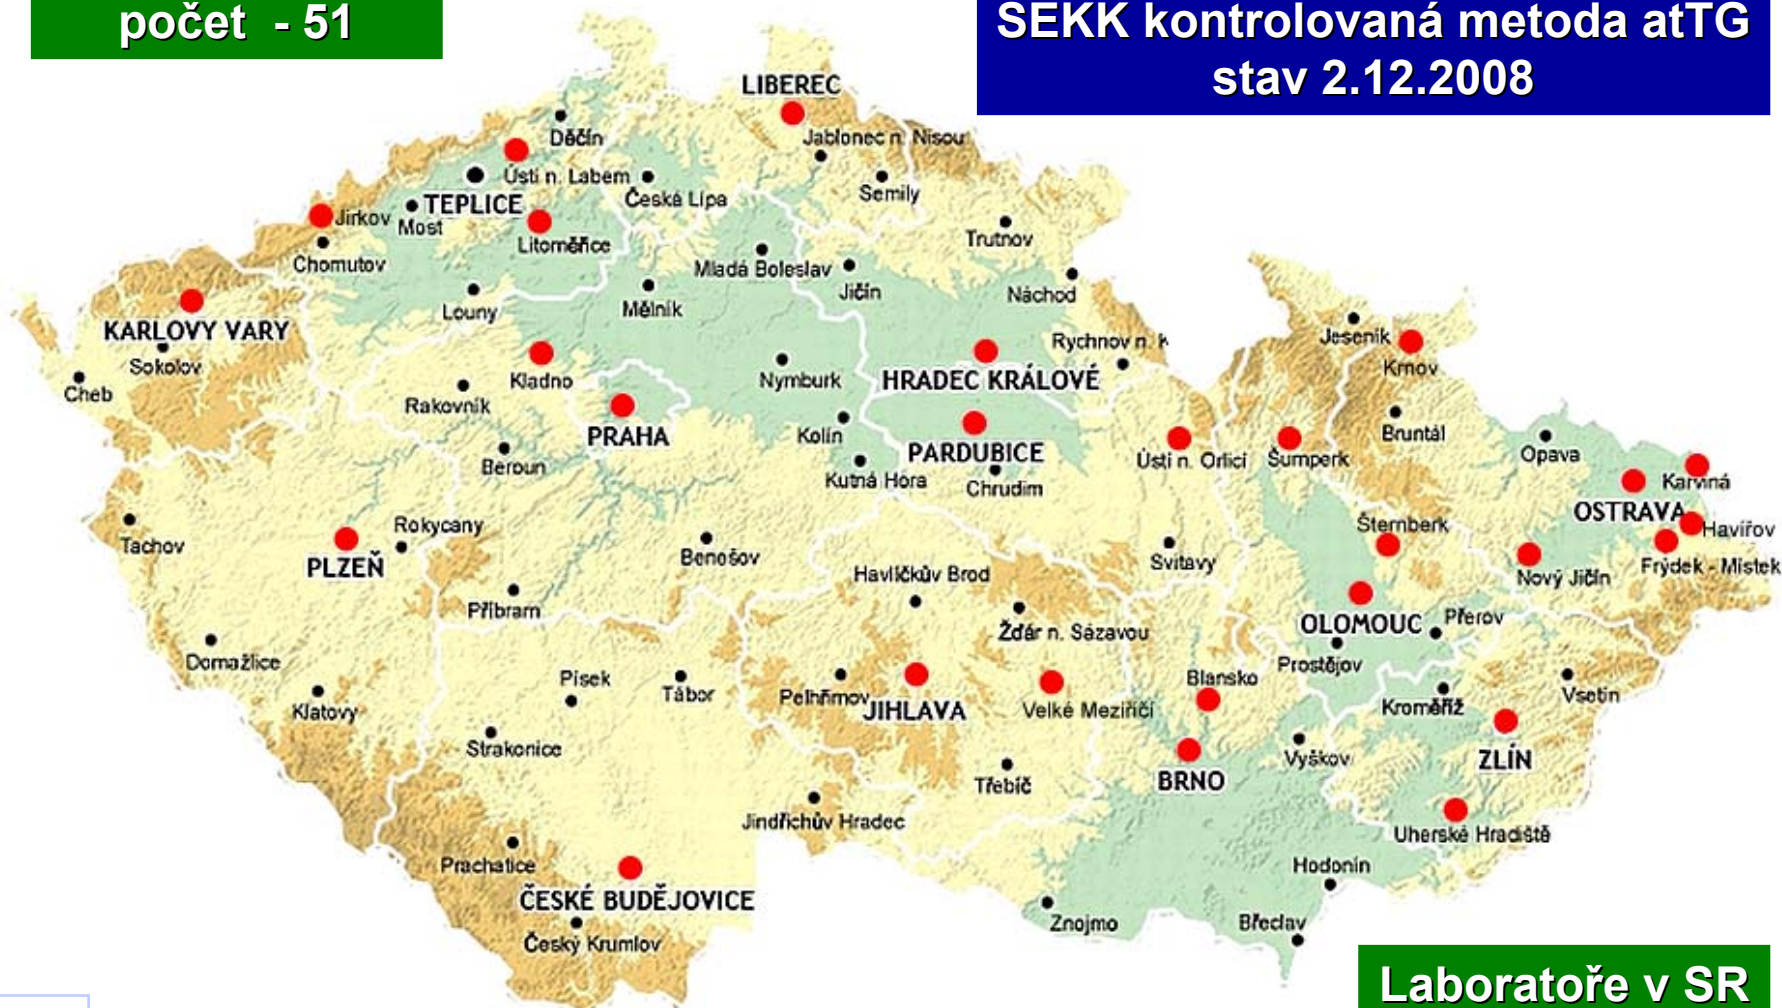 počet - 51
SEKK kontrolovaná metoda atTG
stav 2.12.2008
LIBEREC
Děčín
Jablonec n. Nisou
Ústí n. Labem
Česká Lípa
Semily
TEPLICE
Jirkov
Most
Litoměřice
Trutnov
Chomutov
Mladá Boleslav
Jičín
Náchod
Louny
Mělník
KARLOVY VARY
Sokolov
Cheb
Jeseník
Krnov
Rychnov n. K
Kladno
Nymburk
HRADEC KRÁLOVÉ
Rakovník
PRAHA
Kolín
PARDUBICE
Bruntál
Beroun
Kutná Hora
Chrudim
Ústí n. Orlicí
Šumperk
Opava
Karviná
OSTRAVA
Havířov
Rokycany
Šternberk
Tachov
PLZEŇ
Benešov
Svitavy
Havlíčkův Brod
Nový Jičín
Frýdek - Místek
Příbram
Žďár n. Sázavou
OLOMOUC
Přerov
Domažlice
Prostějov
Písek
Tábor
Pelhřimov
Blansko
Vsetín
Klatovy
JIHLAVA
Velké Meziříčí
Kroměříž
Strakonice
Vyškov
ZLÍN
Třebíč
BRNO
Jindřichův Hradec
Uherské Hradiště
Prachatice
Hodonín
ČESKÉ BUDĚJOVICE
Znojmo
Břeclav
Český Krumlov
Laboratoře v SR